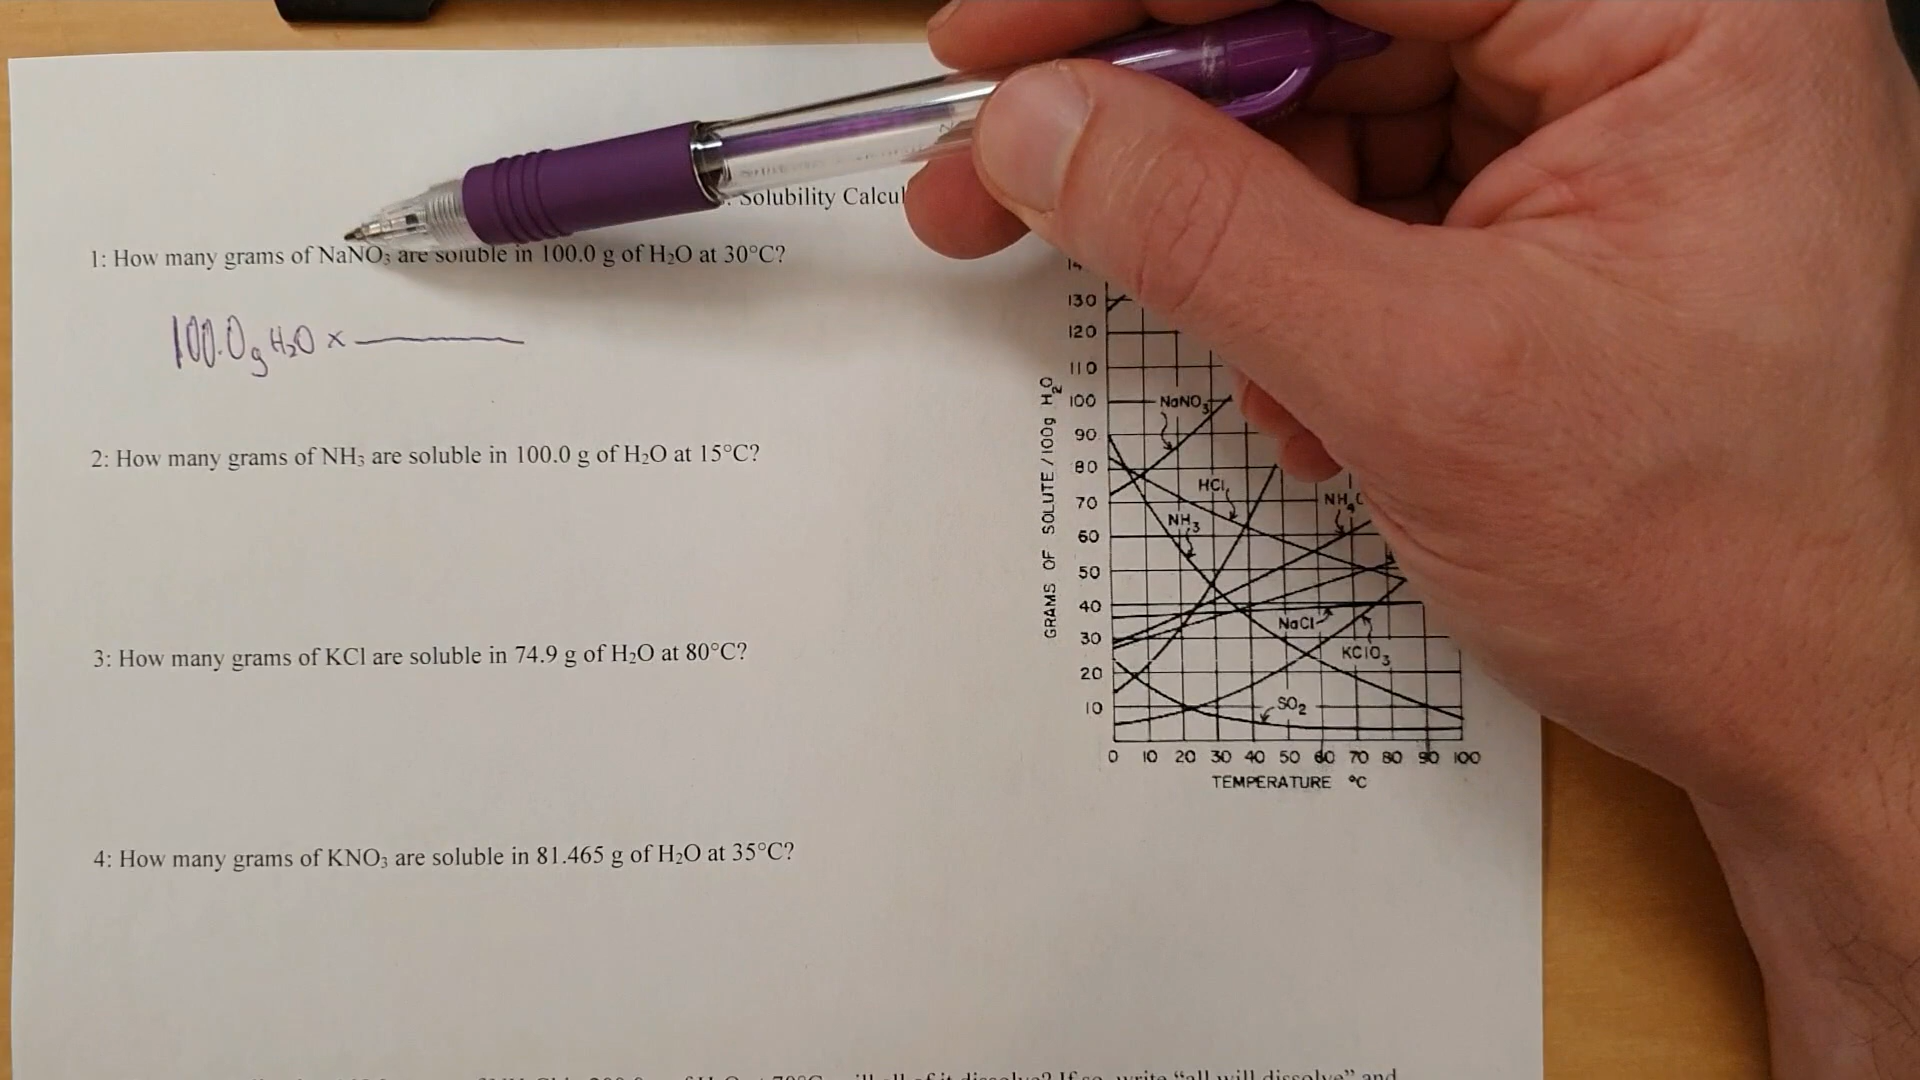 Solubility
1: How many grams of NaNO₃ are soluble in 100.0 g of H₂O at 30°C?
100.0g H₂O x
2: How many grams of NH₃ are soluble in 100.0 g of H₂O at 15°C?
3: How many grams of KCl are soluble in 74.9 g of H₂O at 80°C?
4: How many grams of KNO₃ are soluble in 81.465 g of H₂O at 35°C?
GRAMS OF SOLUTE / 100g H₂O
130
120
110
100 NaNO₃
90
80
HCl
70
NH₃
60
50
40
NaCl
30
KClO₃
20
SO₂
10
0 10 20 30 40 50 60 70 80 90 100
TEMPERATURE °C